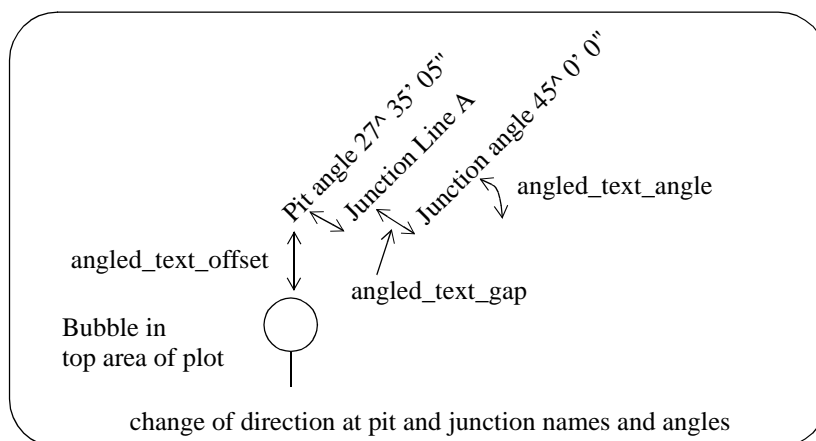 Pit angle 27^ 35' 05"
Junction Line A
Junction angle 45^ 0' 0"
angled_text_angle
angled_text_offset
angled_text_gap
Bubble in
top area of plot
change of direction at pit and junction names and angles